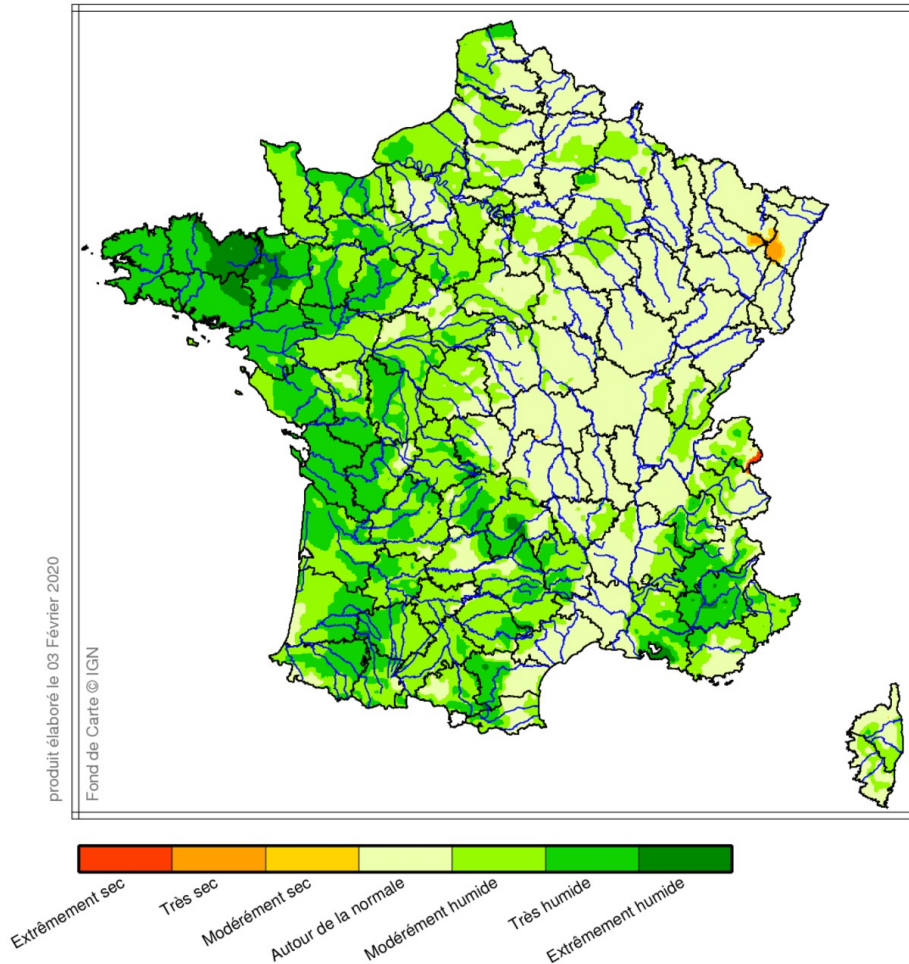 produit élaboré le 03 Février 2020
Fond de Carte © IGN
Extrêmement sec
Très sec
Modérément sec
Autour de la normale
Modérément humide
Très humide
Extrêmement humide